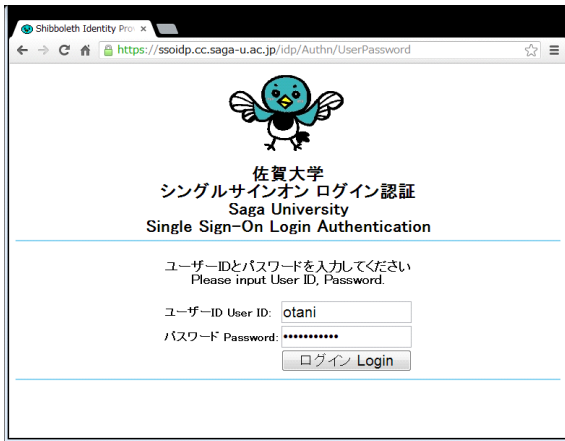 Shibboleth Identity Pro
https://ssoidp.cc.saga-u.ac.jp/idp/Authn/UserPassword
佐賀大学
シングルサインオン ログイン認証
Saga University
Single Sign-On Login Authentication
ユーザーIDとパスワードを入力してください
Please input User ID, Password.
ユーザーID User ID: otani
パスワード Password: •••••••••••
ログイン Login